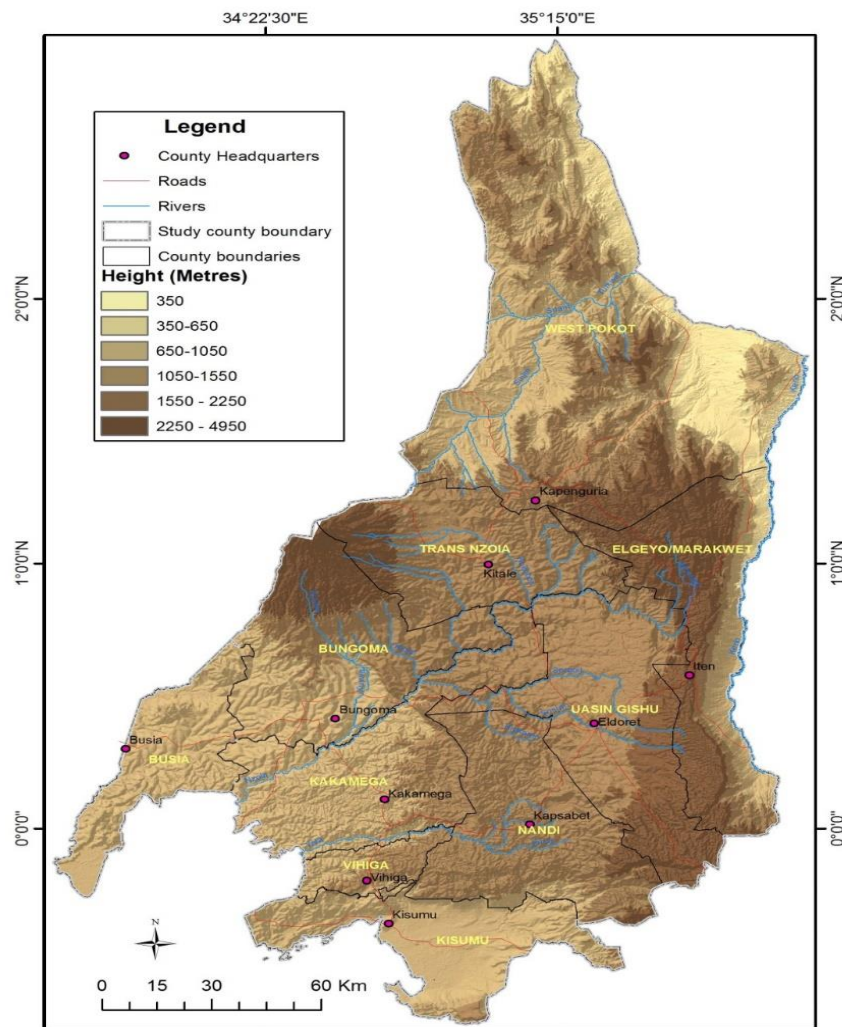 34°22'30"E 35°15'0"E
Legend
County Headquarters
Roads
Rivers
Study county boundary
County boundaries
Height (Metres)
350
350-650
650-1050
1050-1550
1550 - 2250
2250 - 4950
2°0'0"N 2°0'0"N
WEST POKOT
Kapenguria
1°0'0"N 1°0'0"N
TRANS NZOIA ELGEYO/MARAKWET
Kitale
BUNGOMA
Iten
Bungoma
UASIN GISHU
Eldoret
Busia
BUSIA
KAKAMEGA
Kakamega
Kapsabet
NANDI
0°0'0" 0°0'0"
VIHIGA
Vihiga
Kisumu
KISUMU
N
0 15 30 60 Km